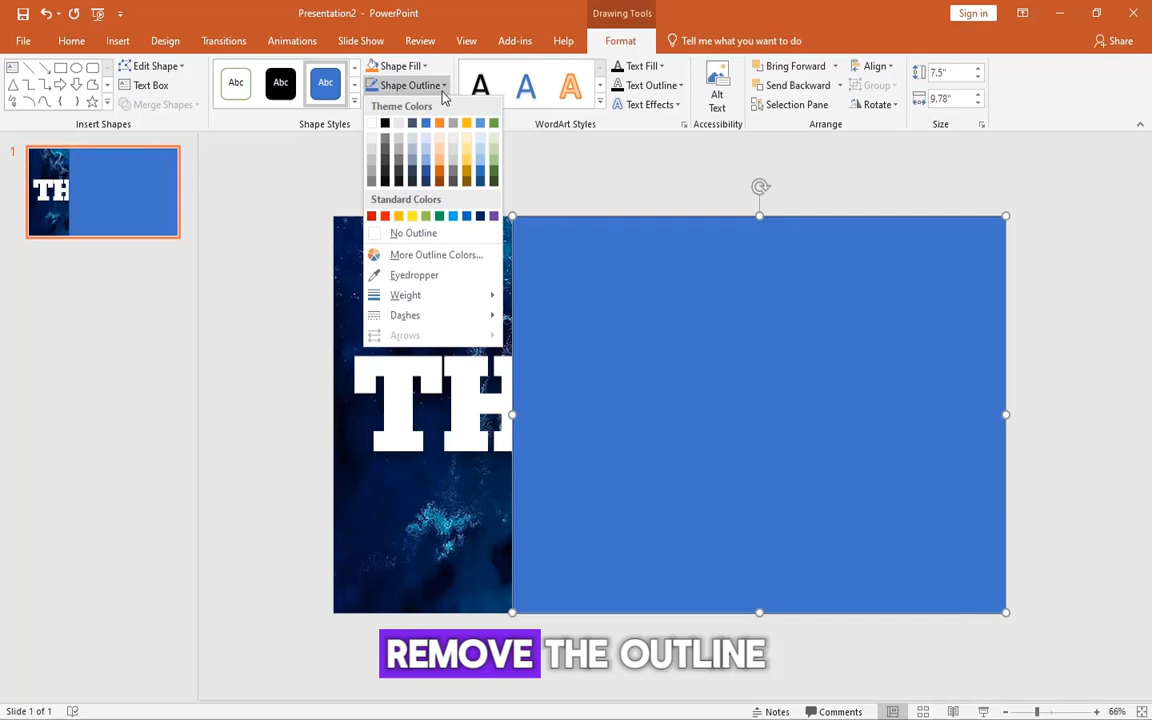 Presentation2 - PowerPoint
Drawing Tools
Sign in
File Home Insert Design Transitions Animations Slide Show Review View Add-ins Help Format Tell me what you want to do Share
Edit Shape
Text Box
Merge Shapes
Insert Shapes
Abc Abc Abc
Shape Fill
Shape Outline
Shape Styles
A A A
Text Fill
Text Outline
Text Effects
WordArt Styles
Alt
Text
Accessibility
Bring Forward
Send Backward
Selection Pane
Align
Group
Rotate
Arrange
7.5"
9.78"
Size
Theme Colors
Standard Colors
No Outline
More Outline Colors...
Eyedropper
Weight
Dashes
Arrows
1
TH
TH
REMOVE THE OUTLINE
Slide 1 of 1
Notes
Comments
66%